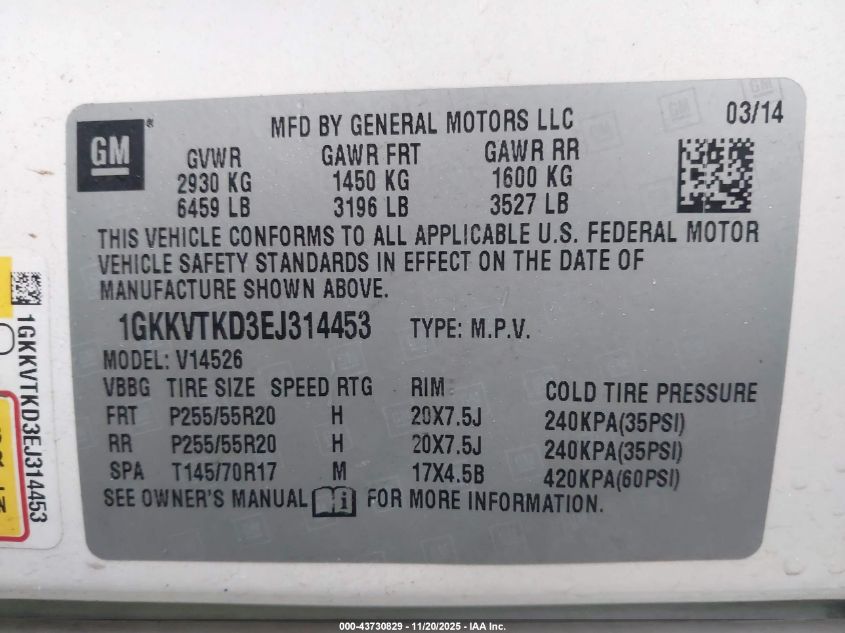 GM
®
MFD BY GENERAL MOTORS LLC
03/14
GVWR GAWR FRT GAWR RR
2930 KG 1450 KG 1600 KG
6459 LB 3196 LB 3527 LB
THIS VEHICLE CONFORMS TO ALL APPLICABLE U.S. FEDERAL MOTOR
VEHICLE SAFETY STANDARDS IN EFFECT ON THE DATE OF
MANUFACTURE SHOWN ABOVE.
1GKKVTKD3EJ314453 TYPE: M.P.V.
MODEL: V14526
VBBG TIRE SIZE SPEED RTG RIM COLD TIRE PRESSURE
FRT P255/55R20 H 20X7.5J 240KPA(35PSI)
RR P255/55R20 H 20X7.5J 240KPA(35PSI)
SPA T145/70R17 M 17X4.5B 420KPA(60PSI)
SEE OWNER'S MANUAL i FOR MORE INFORMATION.
1GKKVTKD3EJ314453
000-43730829 - 11/20/2025 - IAA Inc.